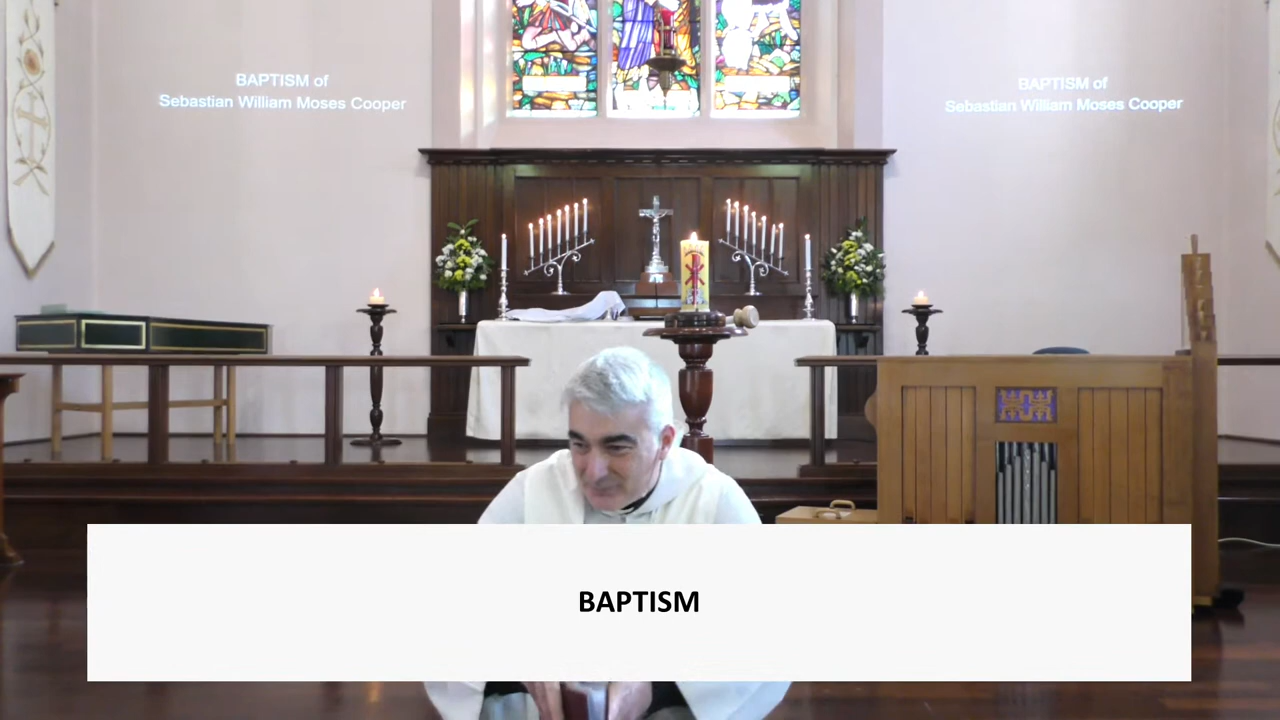 BAPTISM of
Sebastian William Moses Cooper
BAPTISM of
Sebastian William Moses Cooper
BAPTISM